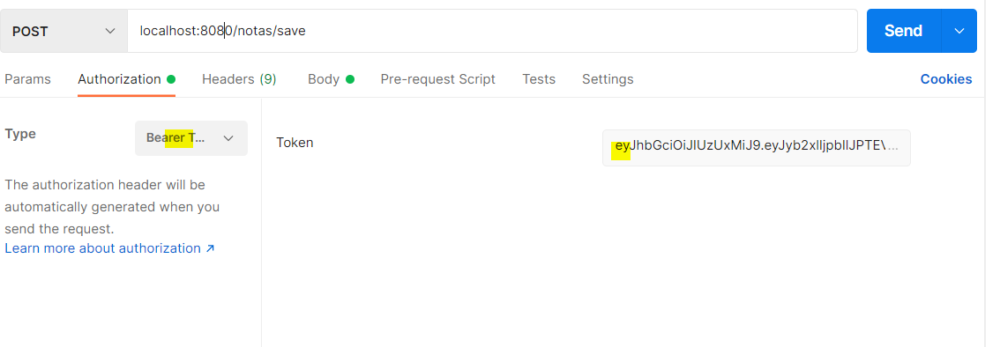 POST localhost:8080/notas/save Send
Params Authorization Headers (9) Body Pre-request Script Tests Settings Cookies
Type Bearer T... Token eyJhbGciOiJIUzUxMiJ9.eyJyb2xlIjpbIlJPTEV...
The authorization header will be
automatically generated when you
send the request.
Learn more about authorization ↗